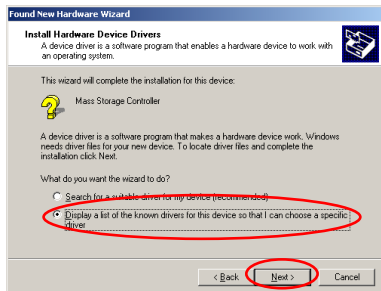 Found New Hardware Wizard
Install Hardware Device Drivers
A device driver is a software program that enables a hardware device to work with
an operating system.
This wizard will complete the installation for this device:
Mass Storage Controller
A device driver is a software program that makes a hardware device work. Windows
needs driver files for your new device. To locate driver files and complete the
installation click Next.
What do you want the wizard to do?
Search for a suitable driver for my device (recommended)
Display a list of the known drivers for this device so that I can choose a specific
driver
< Back
Next >
Cancel